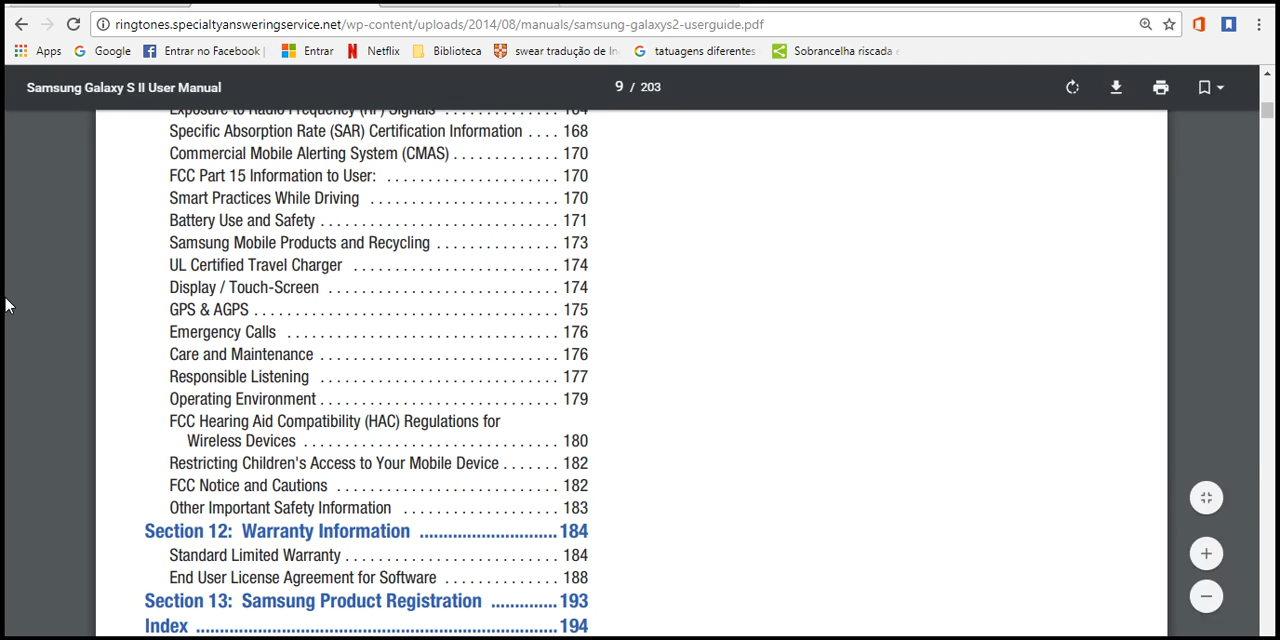 ringtones.specialtyansweringservice.net/wp-content/uploads/2014/08/manuals/samsung-galaxys2-userguide.pdf
Apps Google Entrar no Facebook Entrar Netflix Biblioteca swear tradução de In tatuagens diferentes Sobrancelha riscada
Samsung Galaxy S II User Manual 9 / 203
Exposure to Radio Frequency (RF) Signals . . . . . . . . . . . . . 164
Specific Absorption Rate (SAR) Certification Information . . . . 168
Commercial Mobile Alerting System (CMAS) . . . . . . . . . . . . . 170
FCC Part 15 Information to User: . . . . . . . . . . . . . . . . . . . . . 170
Smart Practices While Driving . . . . . . . . . . . . . . . . . . . . . . . 170
Battery Use and Safety . . . . . . . . . . . . . . . . . . . . . . . . . . . . 171
Samsung Mobile Products and Recycling . . . . . . . . . . . . . . . 173
UL Certified Travel Charger . . . . . . . . . . . . . . . . . . . . . . . . . 174
Display / Touch-Screen . . . . . . . . . . . . . . . . . . . . . . . . . . . 174
GPS & AGPS . . . . . . . . . . . . . . . . . . . . . . . . . . . . . . . . . . . 175
Emergency Calls . . . . . . . . . . . . . . . . . . . . . . . . . . . . . . . 176
Care and Maintenance . . . . . . . . . . . . . . . . . . . . . . . . . . . . 176
Responsible Listening . . . . . . . . . . . . . . . . . . . . . . . . . . . . 177
Operating Environment . . . . . . . . . . . . . . . . . . . . . . . . . . . . 179
FCC Hearing Aid Compatibility (HAC) Regulations for
Wireless Devices . . . . . . . . . . . . . . . . . . . . . . . . . . . . . . 180
Restricting Children's Access to Your Mobile Device . . . . . . . 182
FCC Notice and Cautions . . . . . . . . . . . . . . . . . . . . . . . . . . 182
Other Important Safety Information . . . . . . . . . . . . . . . . . . 183
Section 12: Warranty Information ............................ 184
Standard Limited Warranty . . . . . . . . . . . . . . . . . . . . . . . . . 184
End User License Agreement for Software . . . . . . . . . . . . . . 188
Section 13: Samsung Product Registration ............. 193
Index ......................................................................... 194